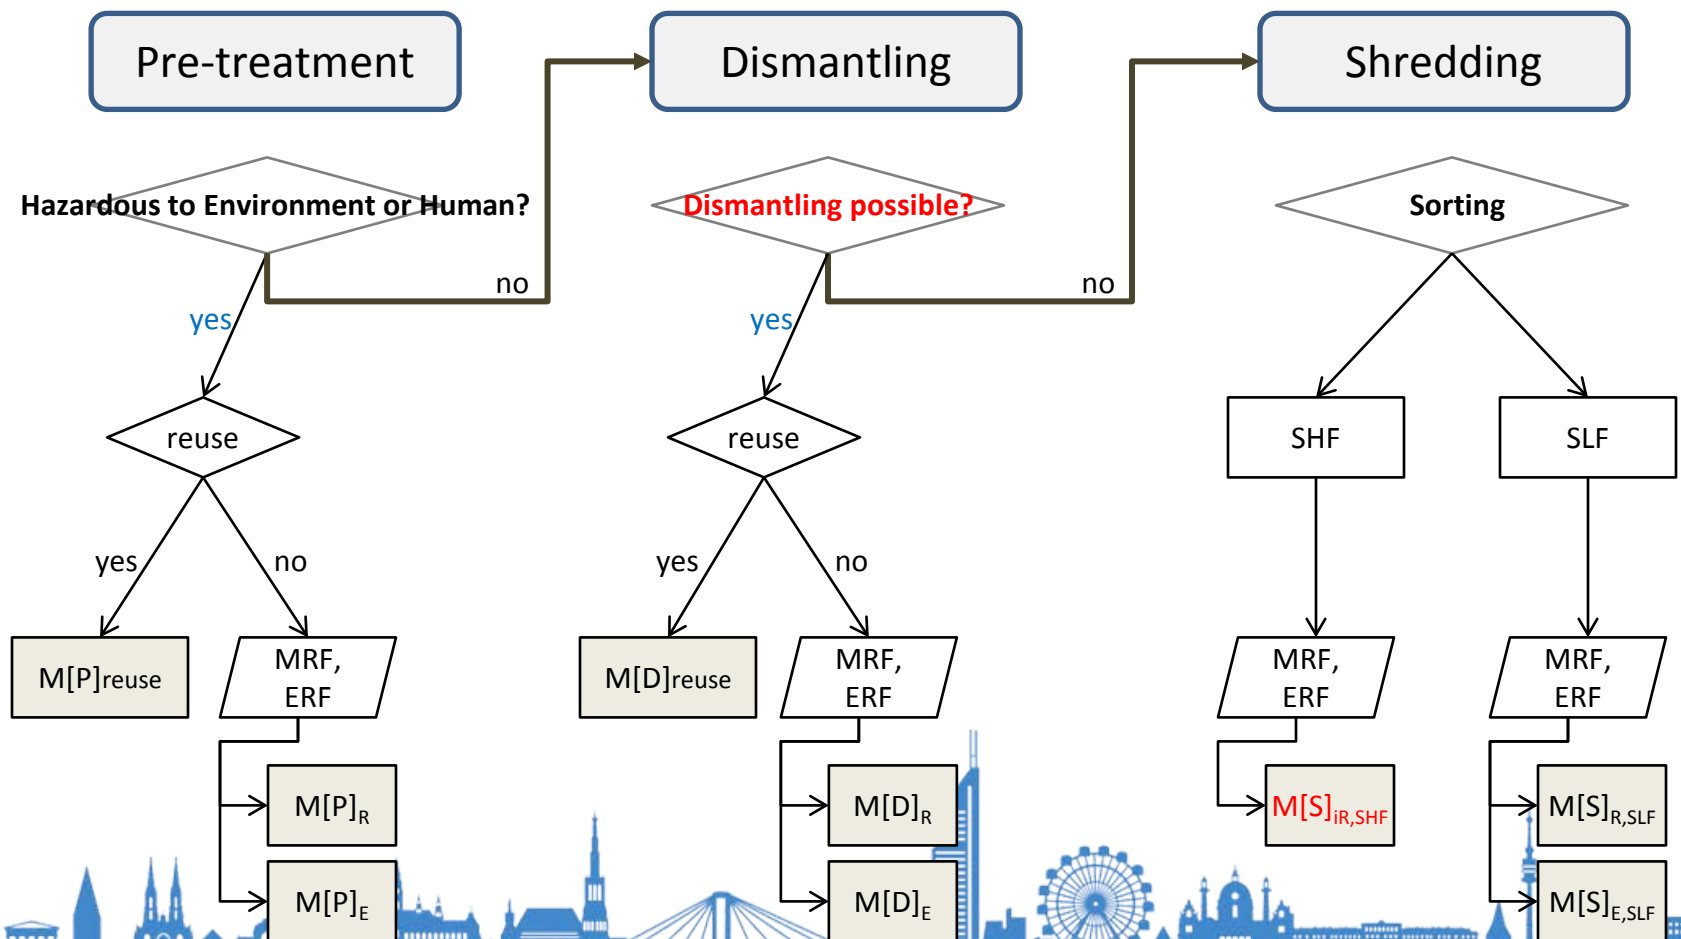 Pre-treatment
Dismantling
Shredding
Hazardous to Environment or Human?
Dismantling possible?
Sorting
no
no
yes
yes
reuse
reuse
SHF
SLF
yes
no
yes
no
M[P]reuse
MRF,
ERF
M[D]reuse
MRF,
ERF
MRF,
ERF
MRF,
ERF
M[P]R
M[D]R
M[S]iR,SHF
M[S]R,SLF
M[P]E
M[D]E
M[S]E,SLF